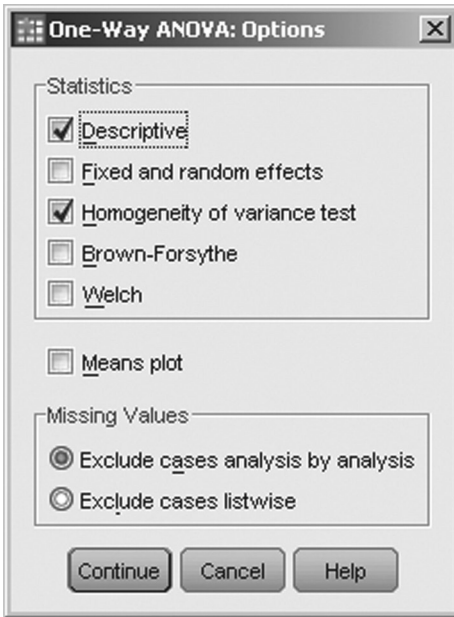 One-Way ANOVA: Options
Statistics
Descriptive
Fixed and random effects
Homogeneity of variance test
Brown-Forsythe
Welch
Means plot
Missing Values
Exclude cases analysis by analysis
Exclude cases listwise
Continue Cancel Help